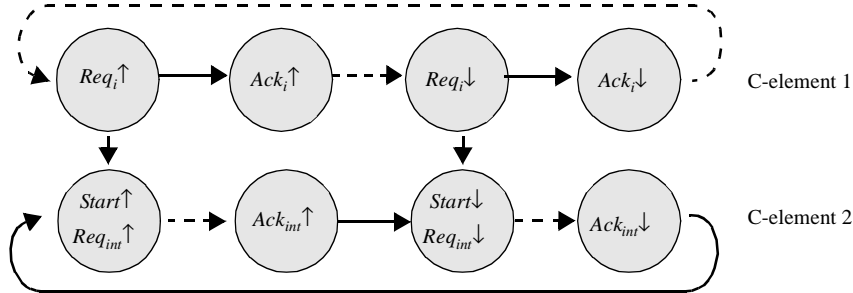 Req_i↑ Ack_i↑ Req_i↓ Ack_i↓ C-element 1
Start↑ Start↓
Req_int↑ Ack_int↑ Req_int↓ Ack_int↓ C-element 2